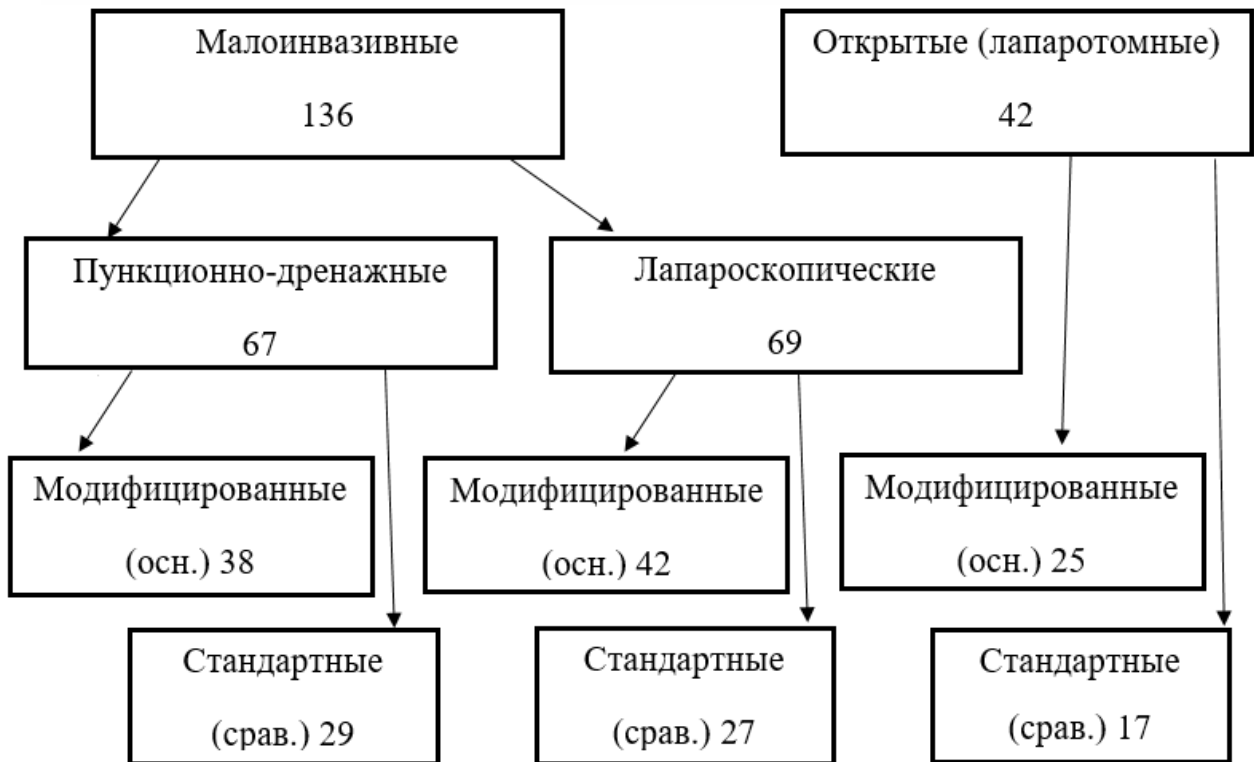 Малоинвазивные
136
Открытые (лапаротомные)
42
Пункционно-дренажные
67
Лапароскопические
69
Модифицированные
(осн.) 38
Модифицированные
(осн.) 42
Модифицированные
(осн.) 25
Стандартные
(срав.) 29
Стандартные
(срав.) 27
Стандартные
(срав.) 17